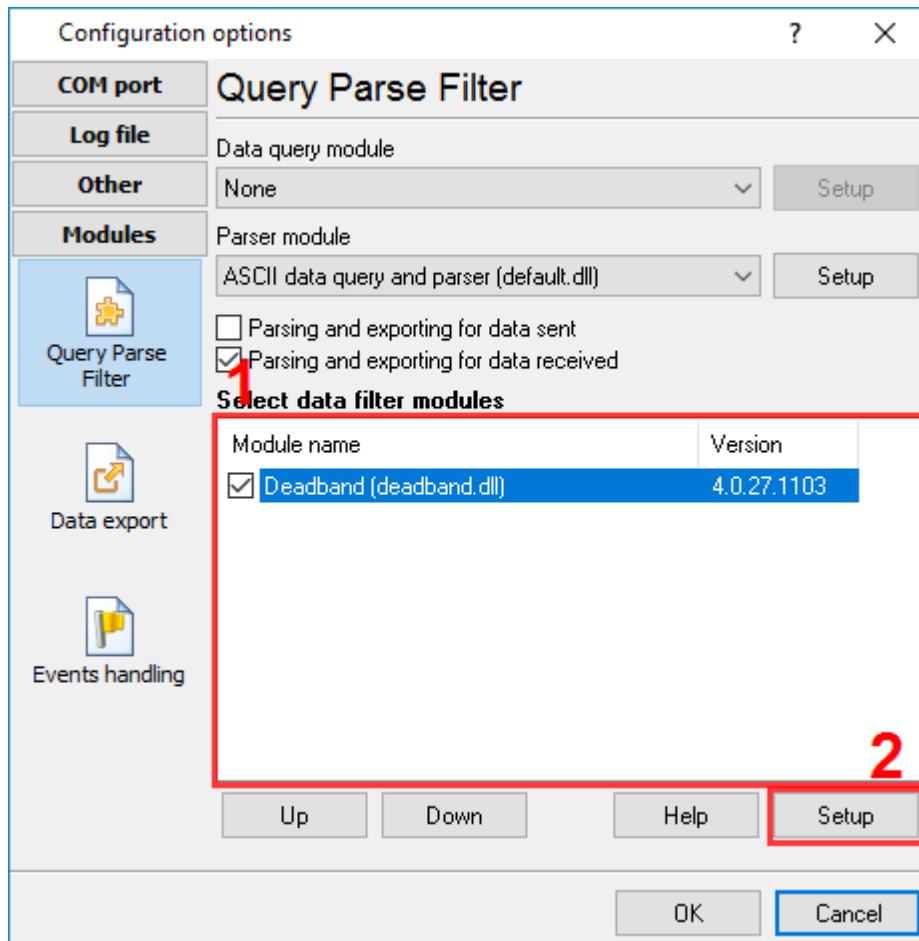 Configuration options
?
COM port
Log file
Other
Modules
Query Parse
Filter
Data export
Events handling
Query Parse Filter
Data query module
None
Setup
Parser module
ASCII data query and parser (default.dll)
Setup
Parsing and exporting for data sent
Parsing and exporting for data received
1
Select data filter modules
Module name Version
Deadband (deadband.dll) 4.0.27.1103
2
Up Down Help Setup
OK Cancel